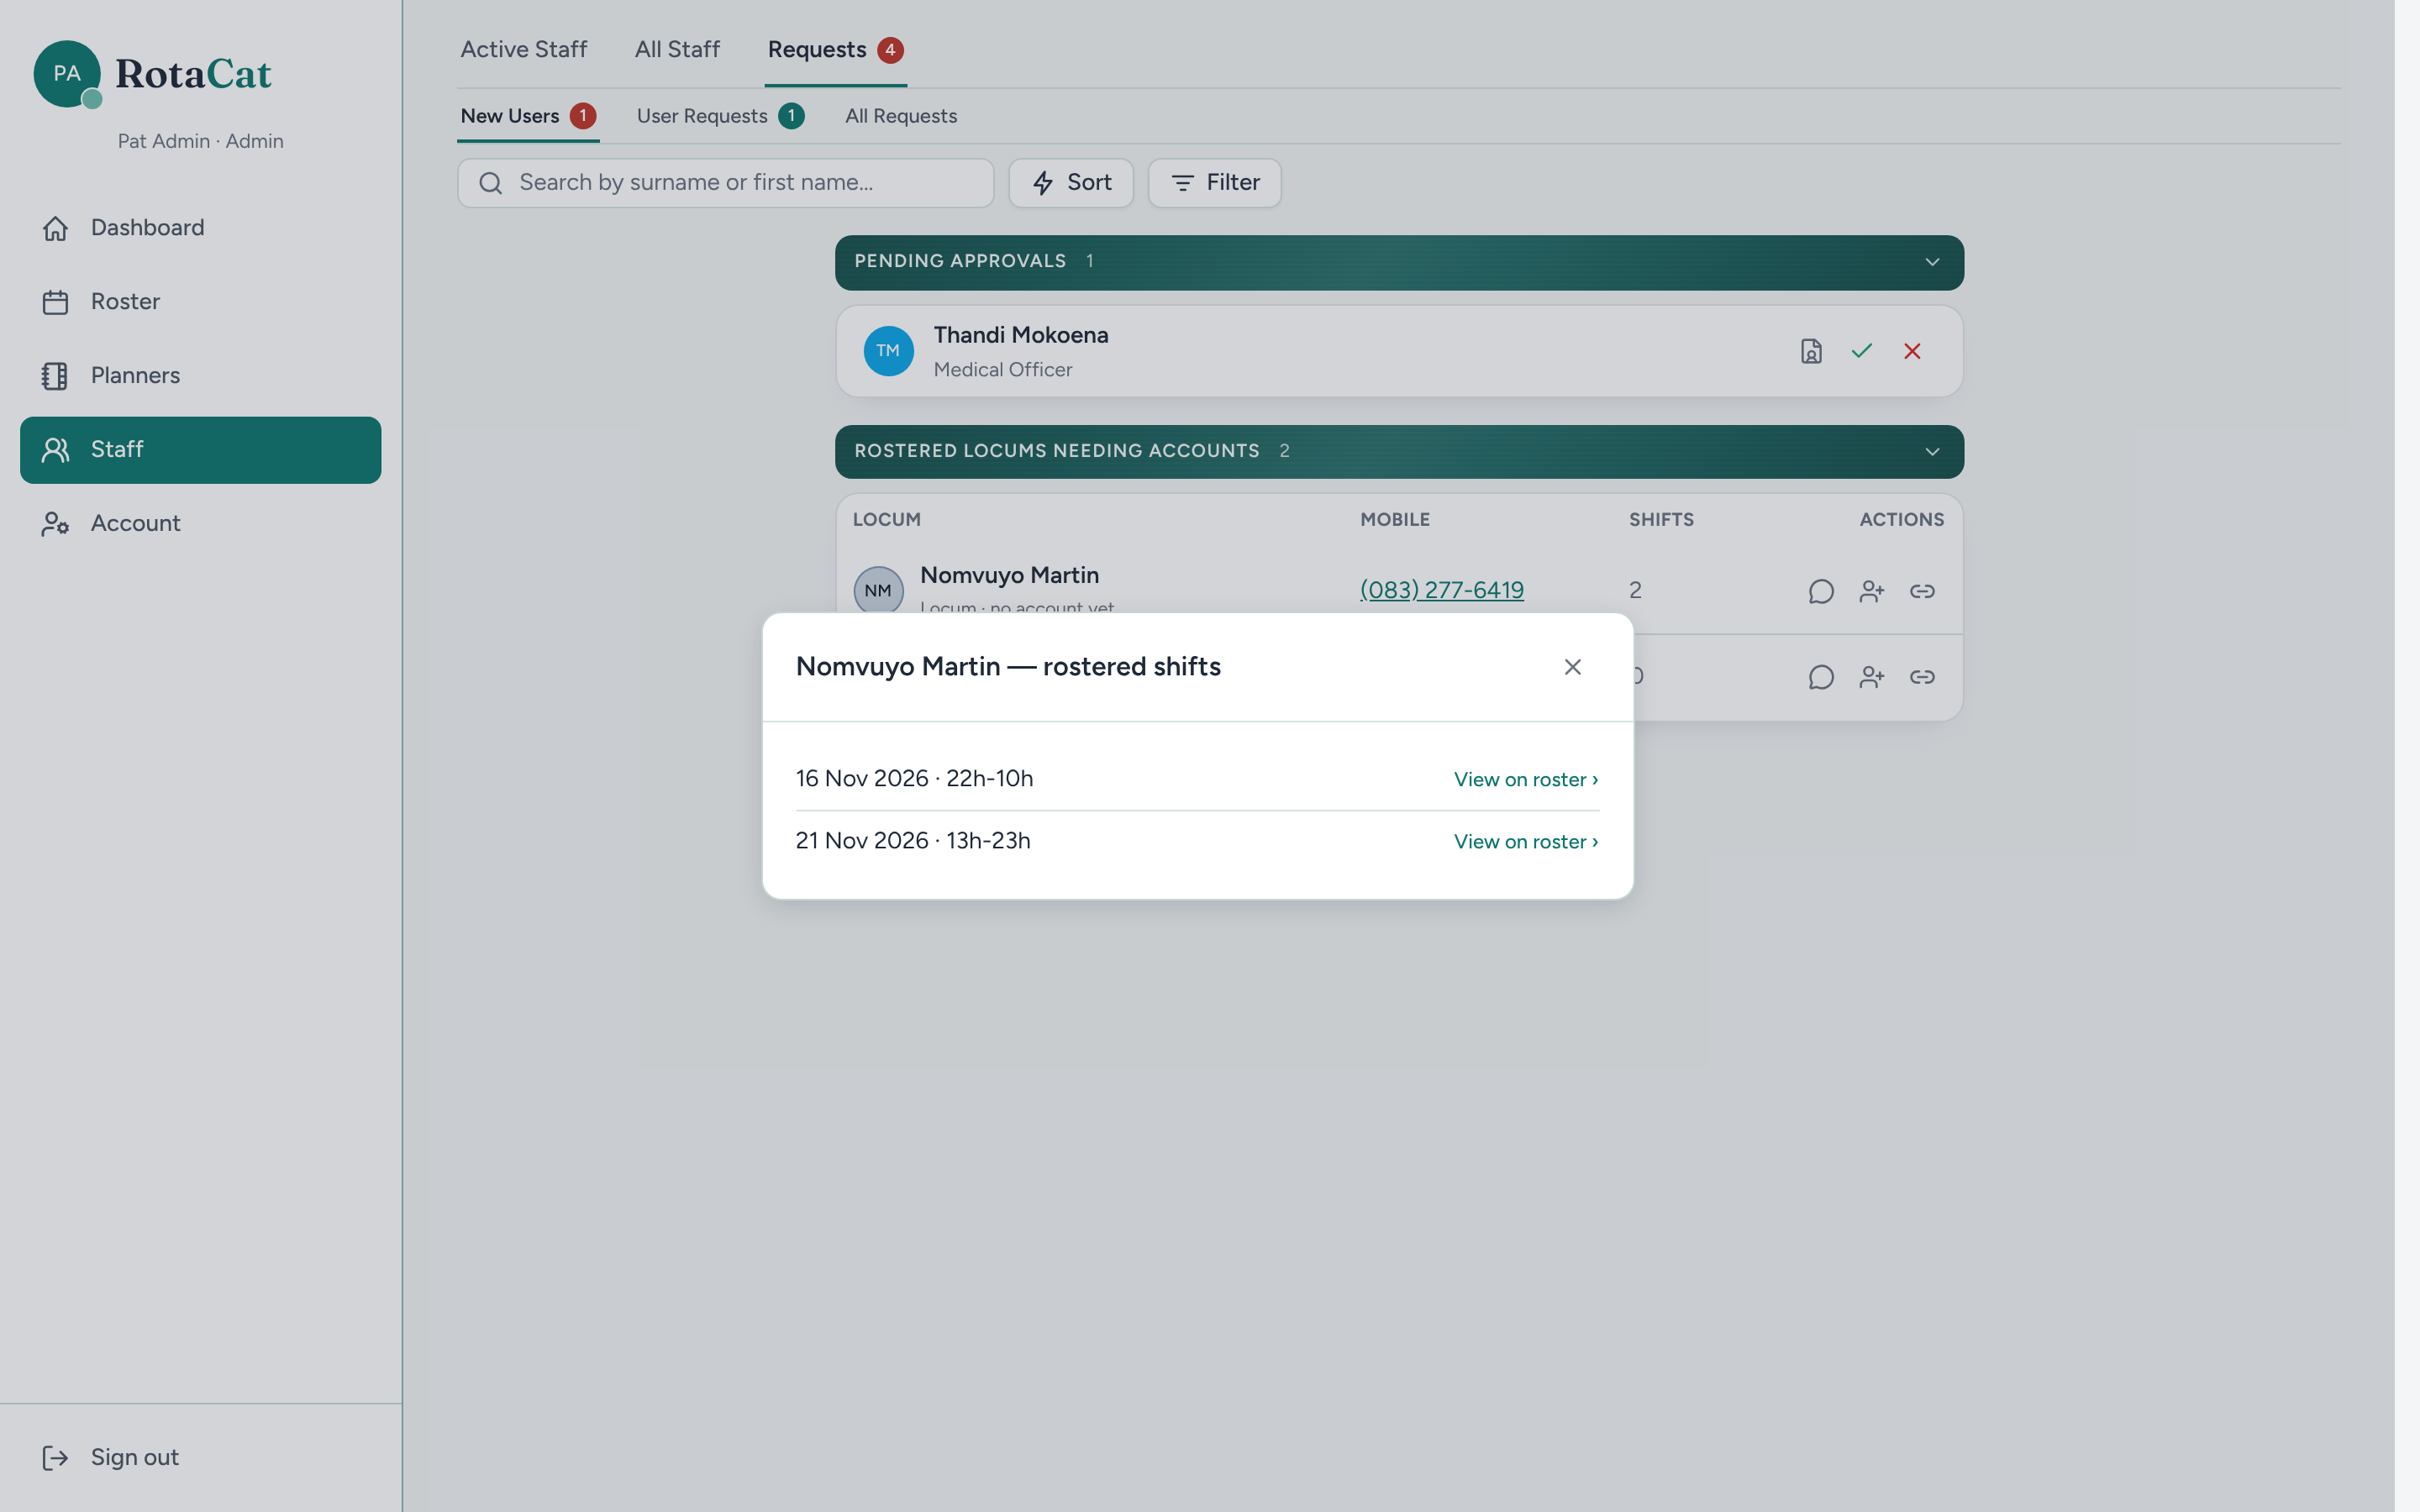 PA
RotaCat
Pat Admin · Admin
Dashboard
Roster
Planners
Staff
Account
Sign out
Active Staff
All Staff
Requests 4
New Users 1
User Requests 1
All Requests
Search by surname or first name...
Sort
Filter
PENDING APPROVALS 1
TM
Thandi Mokoena
Medical Officer
ROSTERED LOCUMS NEEDING ACCOUNTS 2
LOCUM MOBILE SHIFTS ACTIONS
NM
Nomvuyo Martin
Locum · no account yet
(083) 277-6419
2
Nomvuyo Martin — rostered shifts
16 Nov 2026 · 22h-10h
View on roster ›
21 Nov 2026 · 13h-23h
View on roster ›